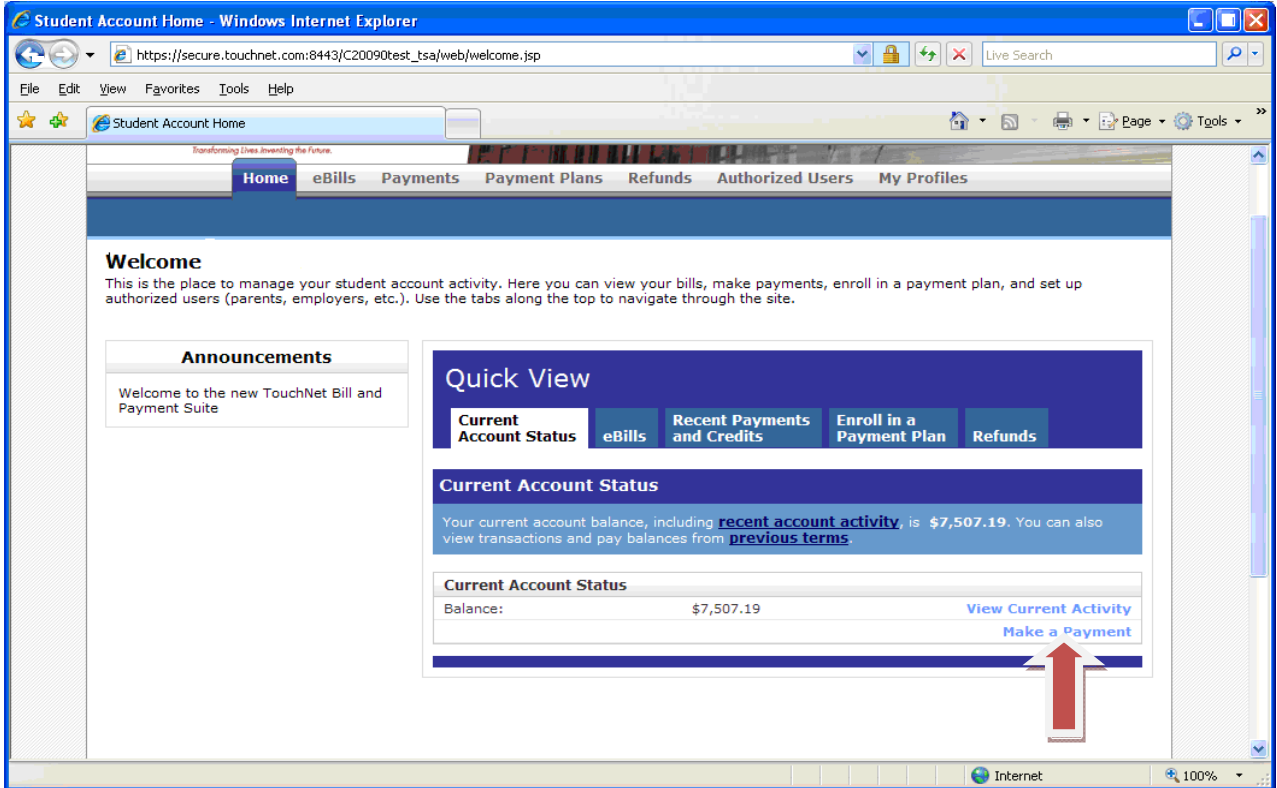 Student Account Home - Windows Internet Explorer
https://secure.touchnet.com:8443/C20090test_tsa/web/welcome.jsp
Live Search
File Edit View Favorites Tools Help
Student Account Home
Page Tools
Transforming Lives. Inventing the Future.
Home eBills Payments Payment Plans Refunds Authorized Users My Profiles
Welcome
This is the place to manage your student account activity. Here you can view your bills, make payments, enroll in a payment plan, and set up
authorized users (parents, employers, etc.). Use the tabs along the top to navigate through the site.
Announcements
Welcome to the new TouchNet Bill and
Payment Suite
Quick View
Current
Account Status
eBills
Recent Payments
and Credits
Enroll in a
Payment Plan
Refunds
Current Account Status
Your current account balance, including recent account activity, is $7,507.19. You can also
view transactions and pay balances from previous terms.
Current Account Status
Balance: $7,507.19 View Current Activity
Make a Payment
Internet 100%